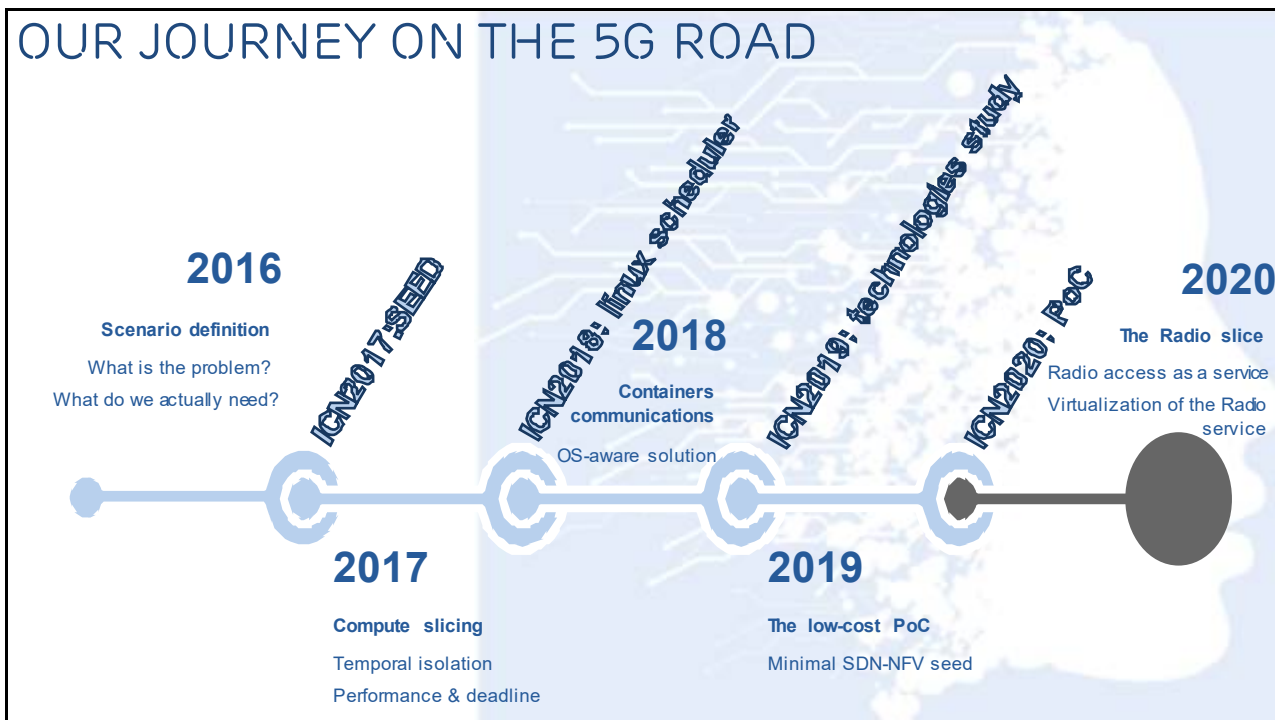 OUR JOURNEY ON THE 5G ROAD
2016
Scenario definition
What is the problem?
What do we actually need?
ICN2017:SEED
2017
Compute slicing
Temporal isolation
Performance & deadline
ICN2018: linux scheduler
2018
Containers
communications
OS-aware solution
ICN2019: technologies study
2019
The low-cost PoC
Minimal SDN-NFV seed
ICN2020: PoC
2020
The Radio slice
Radio access as a service
Virtualization of the Radio
service